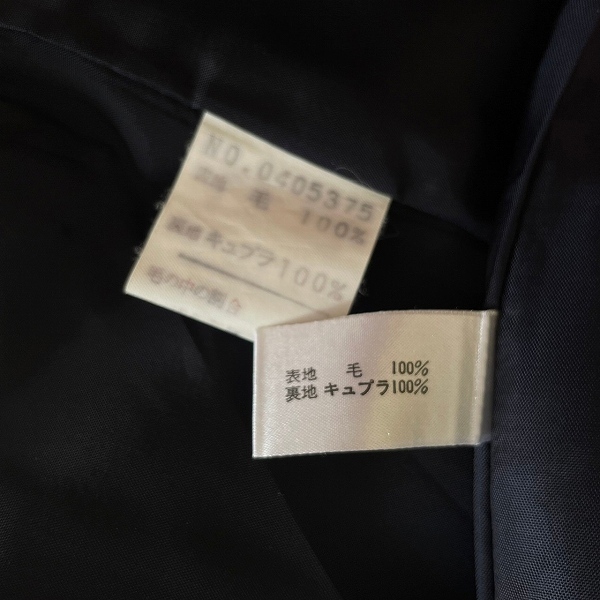 NO.0405375
表地 毛 100%
裏地 キュプラ100%
毛の中の割合
表地 毛 100%
裏地 キュプラ100%